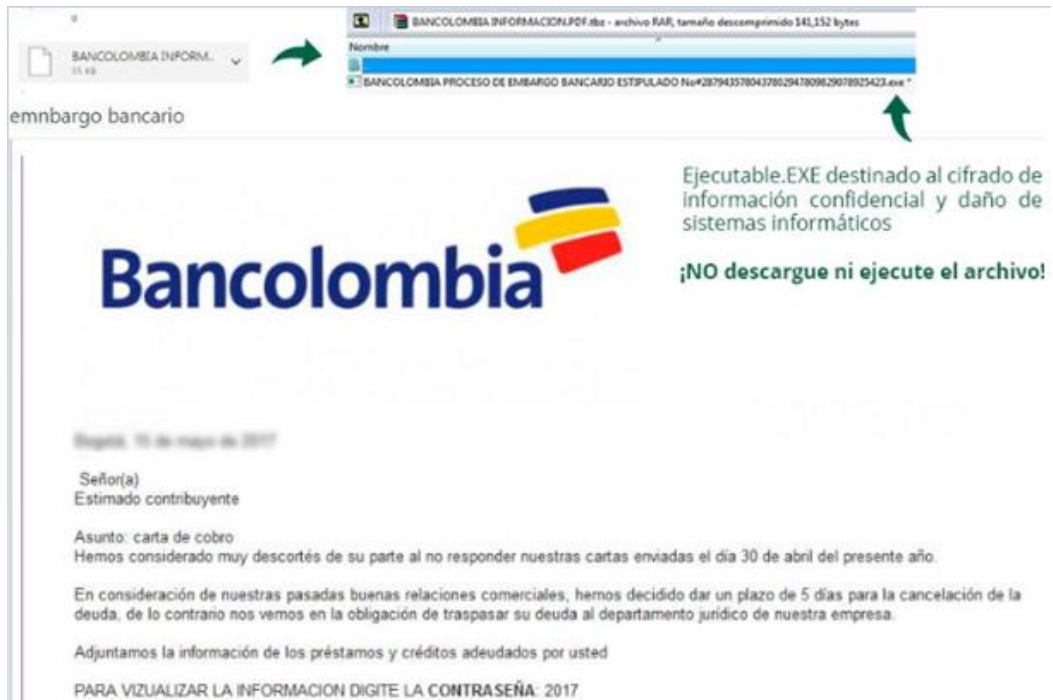 BANCOLOMBIA INFORMACION.PDF.tbz - archivo RAR, tamaño descomprimido 141,152 bytes
BANCOLOMBIA INFORM..
Nombre
BANCOLOMBIA PROCESO DE EMBARGO BANCARIO ESTIPULADO
emnbargo bancario
Ejecutable.EXE destinado al cifrado de
información confidencial y daño de
sistemas informáticos
¡NO descargue ni ejecute el archivo!
Bancolombia
Bogotá, 15 de mayo de 2017
Señor(a)
Estimado contribuyente
Asunto: carta de cobro
Hemos considerado muy descortés de su parte al no responder nuestras cartas enviadas el día 30 de abril del presente año.
En consideración de nuestras pasadas buenas relaciones comerciales, hemos decidido dar un plazo de 5 días para la cancelación de la
deuda, de lo contrario nos vemos en la obligación de traspasar su deuda al departamento jurídico de nuestra empresa.
Adjuntamos la información de los préstamos y créditos adeudados por usted
PARA VIZUALIZAR LA INFORMACION DIGITE LA CONTRASEÑA: 2017